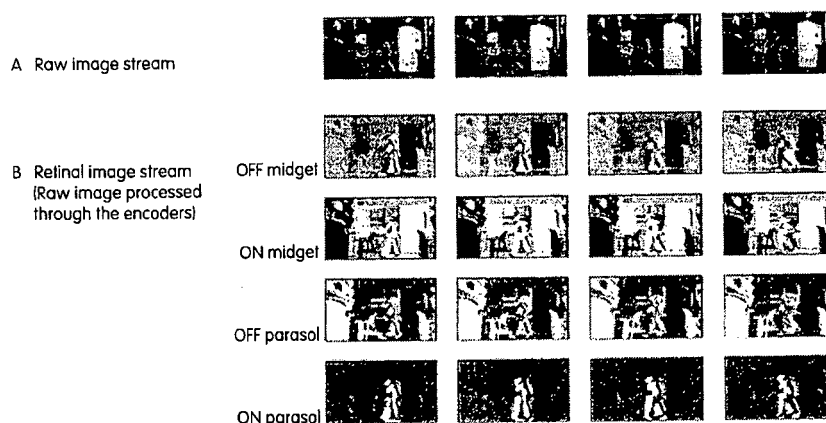 A Raw image stream
B Retinal image stream
(Raw image processed
through the encoders)
OFF midget
ON midget
OFF parasol
ON parasol